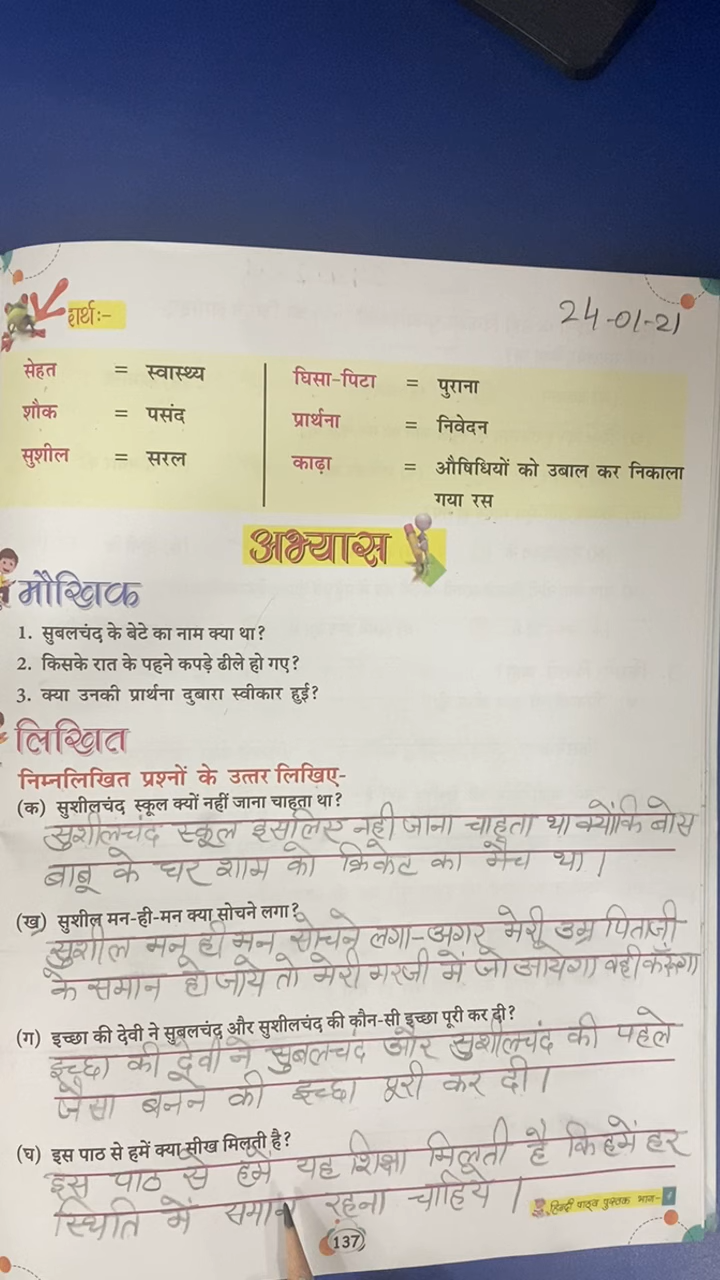 24-01-21
शब्दार्थ:-
सेहत = स्वास्थ्य
शौक = पसंद
सुशील = सरल
घिसा-पिटा = पुराना
प्रार्थना = निवेदन
काढ़ा = औषिधियों को उबाल कर निकाला
गया रस
अभ्यास
मौखिक
1. सुबलचंद के बेटे का नाम क्या था?
2. किसके रात के पहने कपड़े ढीले हो गए?
3. क्या उनकी प्रार्थना दुबारा स्वीकार हुई?
लिखित
निम्नलिखित प्रश्नों के उत्तर लिखिए-
(क) सुशीलचंद स्कूल क्यों नहीं जाना चाहता था?
सुशीलचंद स्कूल इसलिए नही जाना चाहता था क्योंकि बोस
बाबू के घर शाम को क्रिकेट का मैच था।
(ख) सुशील मन-ही-मन क्या सोचने लगा?
सुशील मन ही मन सोचने लगा-अगर मेरी उम्र पिताजी
के समान हो जाये तो मेरी मरजी में जो आयेगा वही करूँगा
(ग) इच्छा की देवी ने सुबलचंद और सुशीलचंद की कौन-सी इच्छा पूरी कर दी?
इच्छा की देवी ने सुबलचंद और सुशीलचंद की पहले
जैसा बनने की इच्छा पूरी कर दी।
(घ) इस पाठ से हमें क्या सीख मिलती है?
इस पाठ से हमें यह शिक्षा मिलती है कि हमें हर
स्थिति में समान रहना चाहिये।
हिन्दी पाठ्य पुस्तक भाग-
137